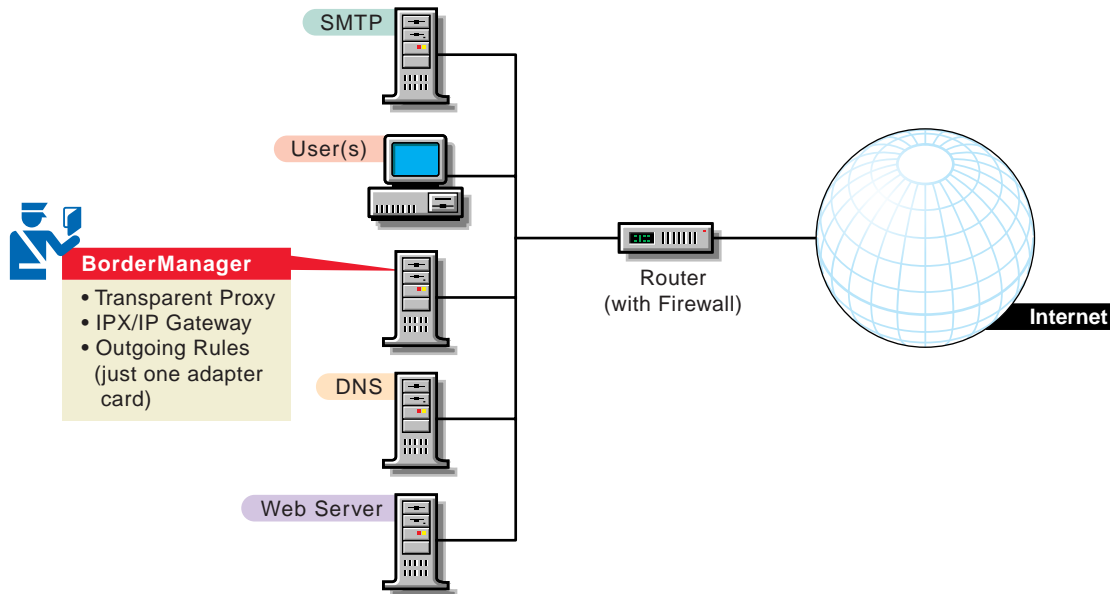 SMTP
User(s)
BorderManager
• Transparent Proxy
• IPX/IP Gateway
• Outgoing Rules
(just one adapter
card)
DNS
Web Server
Router
(with Firewall)
Internet